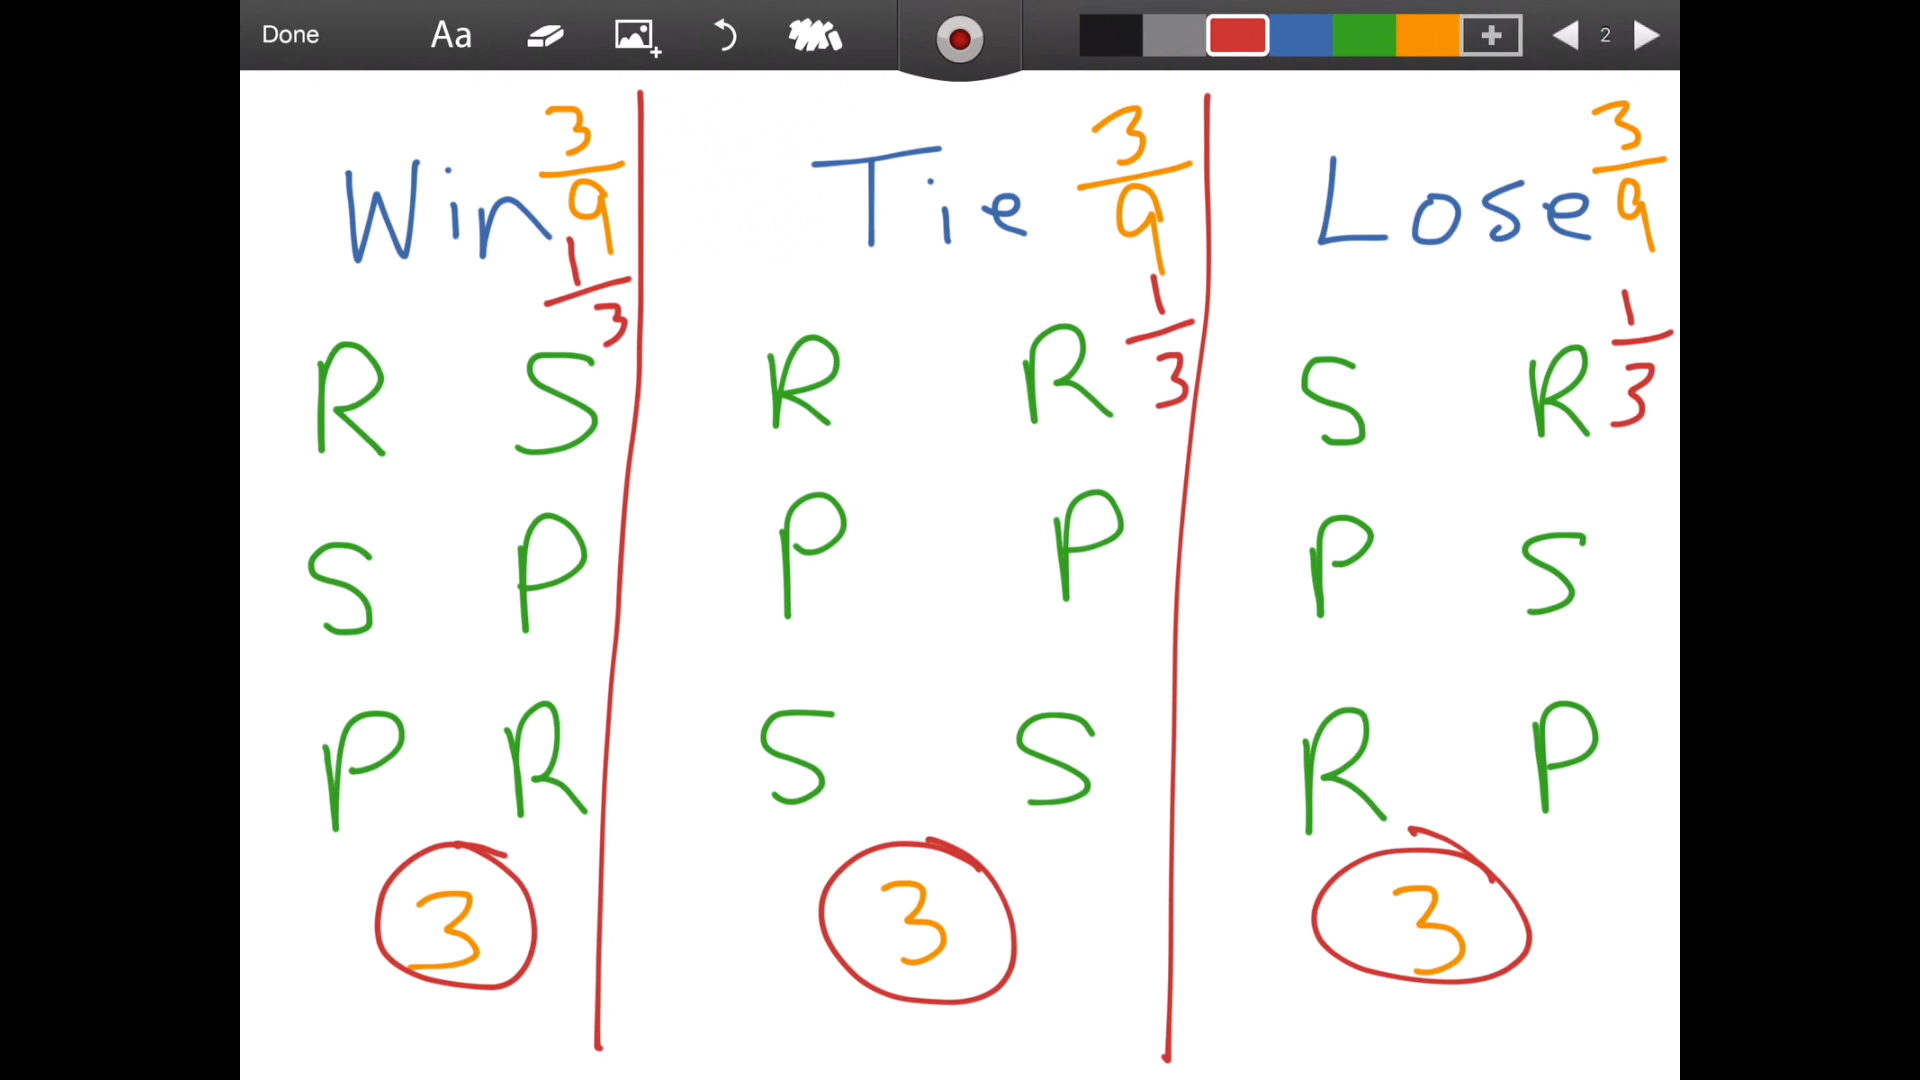 Done Aa 2
Win 3/9 Tie 3/9 Lose 3/9
1/3 1/3 1/3
R S R R S R
S P P P P S
P R S S R P
3 3 3